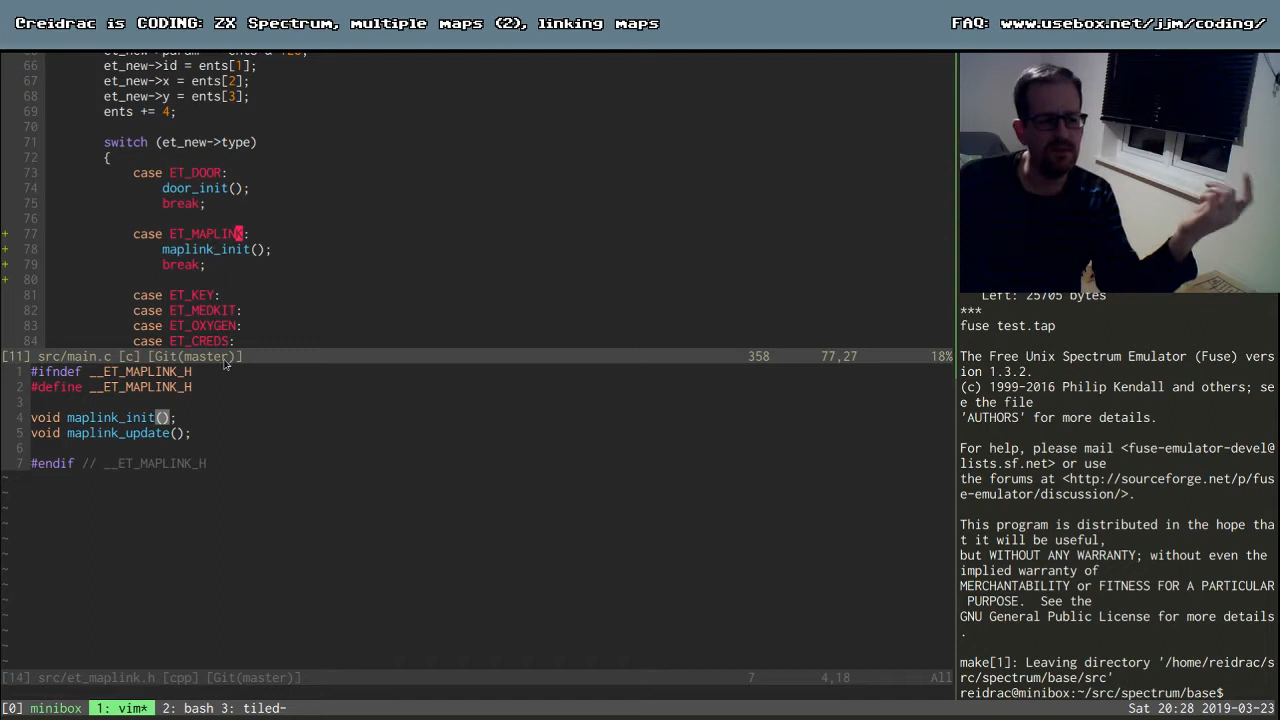 Creidrac is CODING: ZX Spectrum, multiple maps (2), linking maps
FAQ: www.usebox.net/jjm/coding/
66 et_new->id = ents[1];
67 et_new->x = ents[2];
68 et_new->y = ents[3];
69 ents += 4;
70
71 switch (et_new->type)
72 {
73 case ET_DOOR:
74 door_init();
75 break;
76
+ 77 case ET_MAPLINK:
+ 78 maplink_init();
+ 79 break;
+ 80
81 case ET_KEY:
82 case ET_MEDKIT:
83 case ET_OXYGEN:
84 case ET_CREDS:
[11] src/main.c [c] [Git(master)] 358 77,27 18%
1 #ifndef __ET_MAPLINK_H
2 #define __ET_MAPLINK_H
3
4 void maplink_init();
5 void maplink_update();
6
7 #endif // __ET_MAPLINK_H
~
~
~
~
~
~
~
~
~
~
~
~
~
[14] src/et_maplink.h [cpp] [Git(master)] 7 4,18 All
Left: 25705 bytes
***
fuse test.tap
The Free Unix Spectrum Emulator (Fuse) vers
ion 1.3.2.
(c) 1999-2016 Philip Kendall and others; se
e the file
'AUTHORS' for more details.
For help, please mail <fuse-emulator-devel@
lists.sf.net> or use
the forums at <http://sourceforge.net/p/fus
e-emulator/discussion/>.
This program is distributed in the hope tha
t it will be useful,
but WITHOUT ANY WARRANTY; without even the
implied warranty of
MERCHANTABILITY or FITNESS FOR A PARTICULAR
PURPOSE. See the
GNU General Public License for more details
.
make[1]: Leaving directory '/home/reidrac/s
rc/spectrum/base/src'
reidrac@minibox:~/src/spectrum/base$
[0] minibox 1: vim* 2: bash 3: tiled- Sat 20:28 2019-03-23